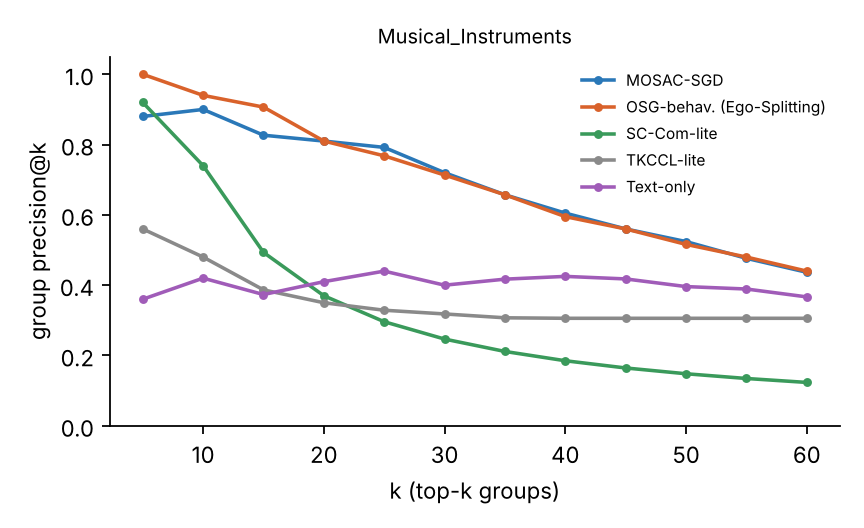 Musical_Instruments
MOSAC-SGD
OSG-behav. (Ego-Splitting)
SC-Com-lite
TKCCL-lite
Text-only
group precision@k
1.0
0.8
0.6
0.4
0.2
0.0
10 20 30 40 50 60
k (top-k groups)